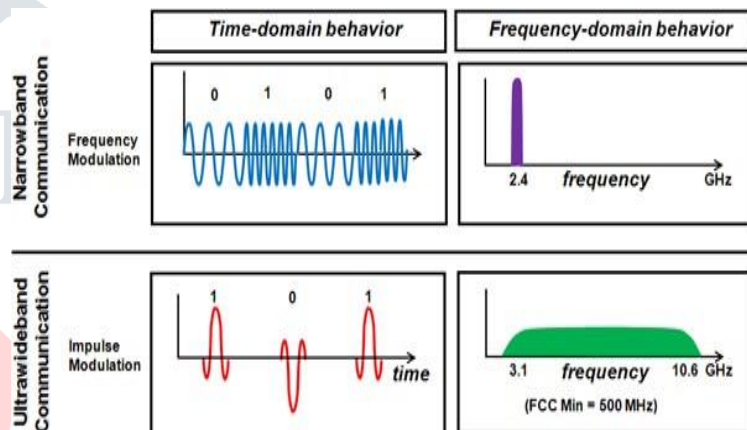 Time-domain behavior
Frequency-domain behavior
Narrowband
Communication
Frequency
Modulation
0 1 0 1
2.4 frequency GHz
Ultrawideband
Communication
Impulse
Modulation
1 0 1
time
3.1 frequency 10.6 GHz
(FCC Min = 500 MHz)